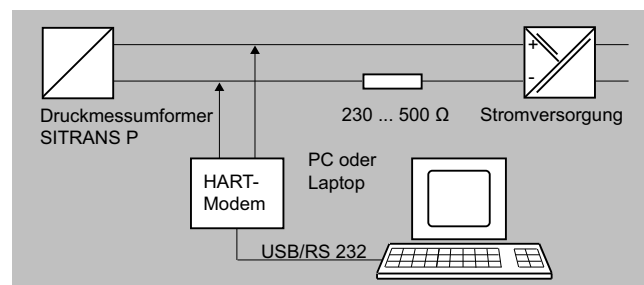 +
-
Druckmessumformer
SITRANS P
230 ... 500 Ω
Stromversorgung
PC oder
Laptop
HART-
Modem
USB/RS 232